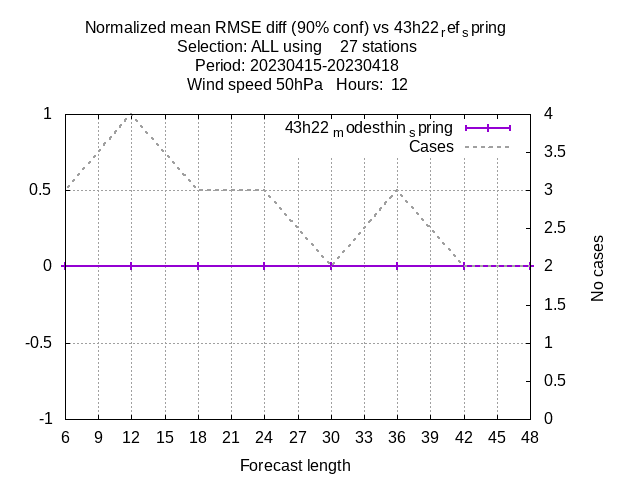 Normalized mean RMSE diff (90% conf) vs 43h22refspring
Selection: ALL using    27 stations
Period: 20230415-20230418
Wind speed 50hPa   Hours:  12
43h22modesthinspring
Cases
1
0.5
0
-0.5
-1
4
3.5
3
2.5
2
1.5
1
0.5
0
No cases
6 9 12 15 18 21 24 27 30 33 36 39 42 45 48
Forecast length